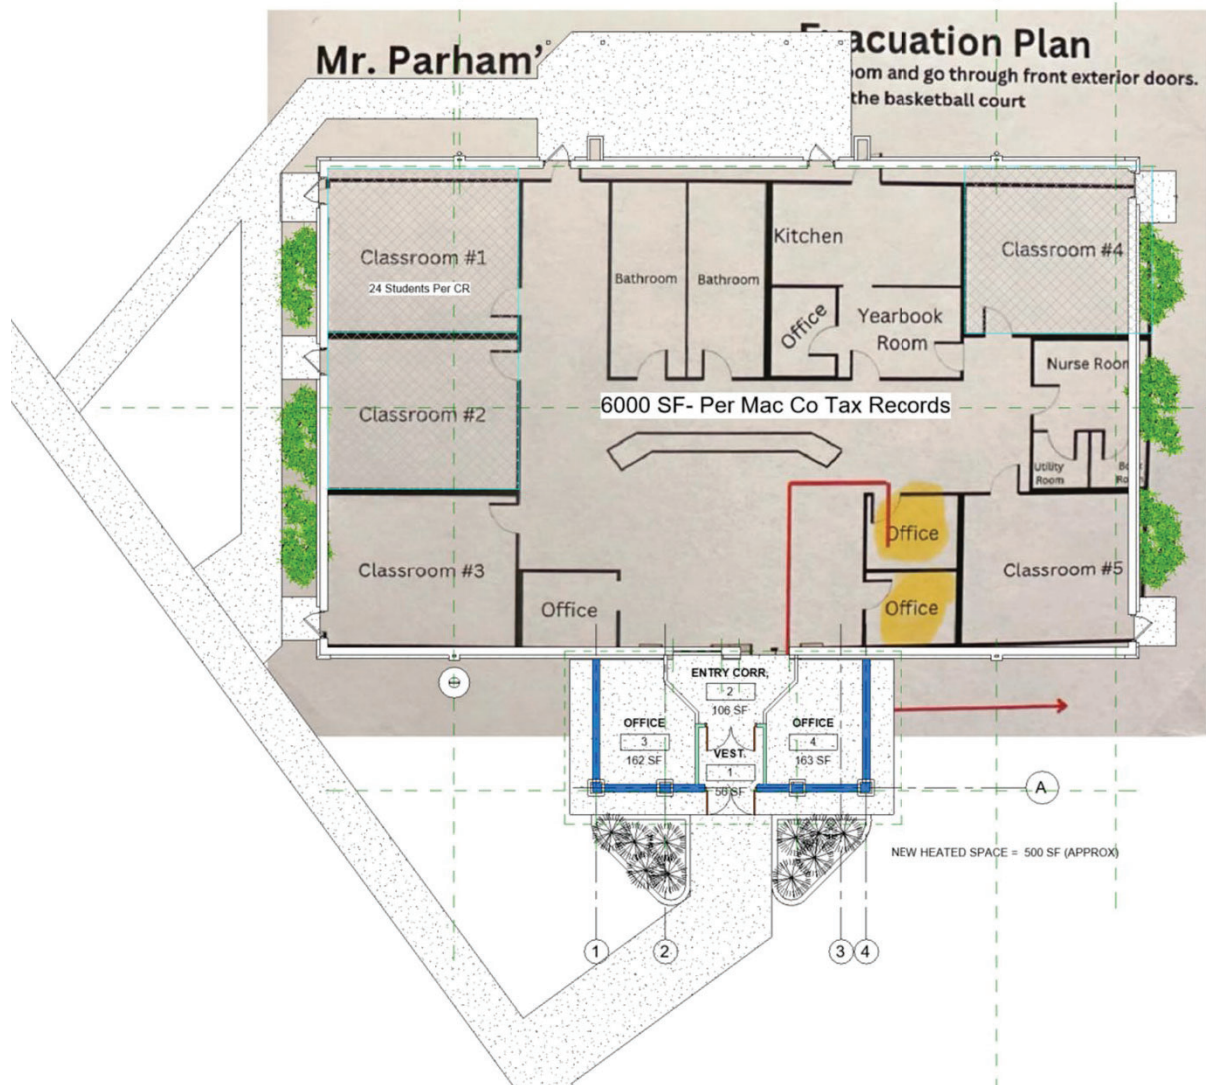 Mr. Parham'
Evacuation Plan
oom and go through front exterior doors.
the basketball court
Classroom #1
24 Students Per CR
Bathroom
Bathroom
Kitchen
Classroom #4
Office
Yearbook
Room
Nurse Room
6000 SF- Per Mac Co Tax Records
Classroom #2
Utility
Room
Classroom #3
Office
Office
Office
Classroom #5
ENTRY CORR,
2
106 SF
OFFICE
3
162 SF
OFFICE
4
163 SF
VEST.
1
56 SF
A
NEW HEATED SPACE = 500 SF (APPROX)
1
2
3
4